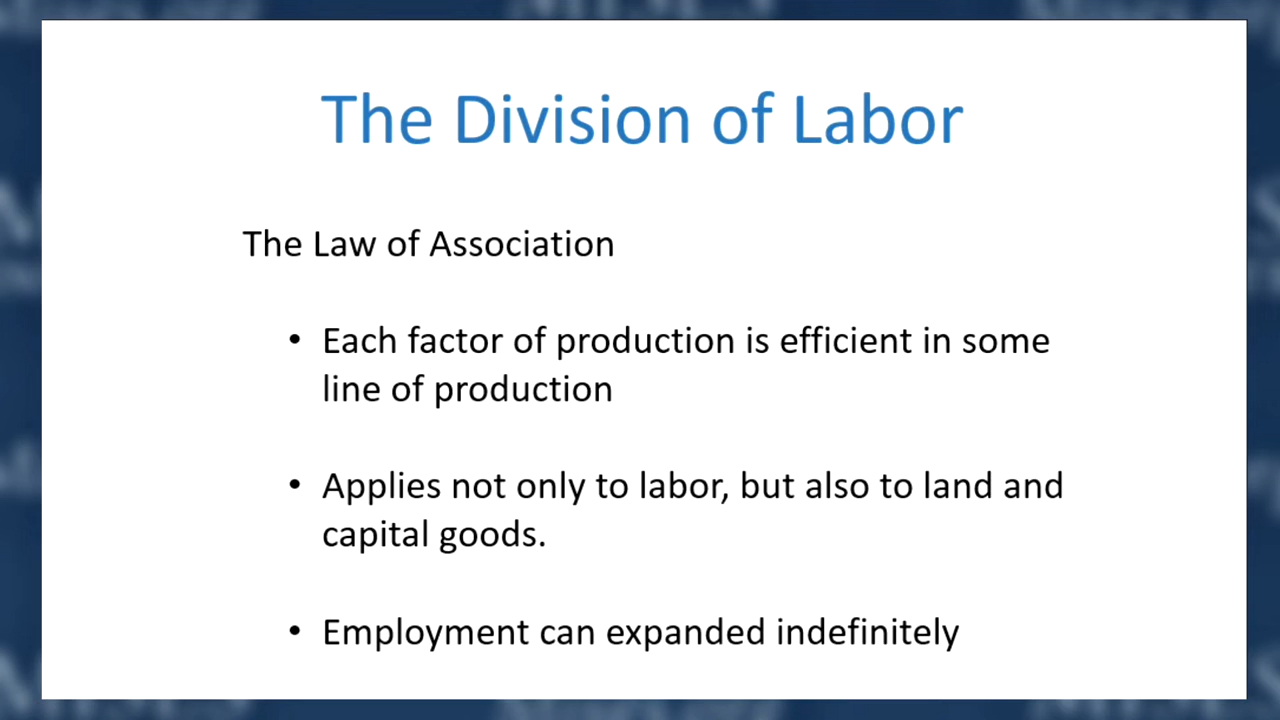 The Division of Labor
The Law of Association
• Each factor of production is efficient in some
line of production
• Applies not only to labor, but also to land and
capital goods.
• Employment can expanded indefinitely